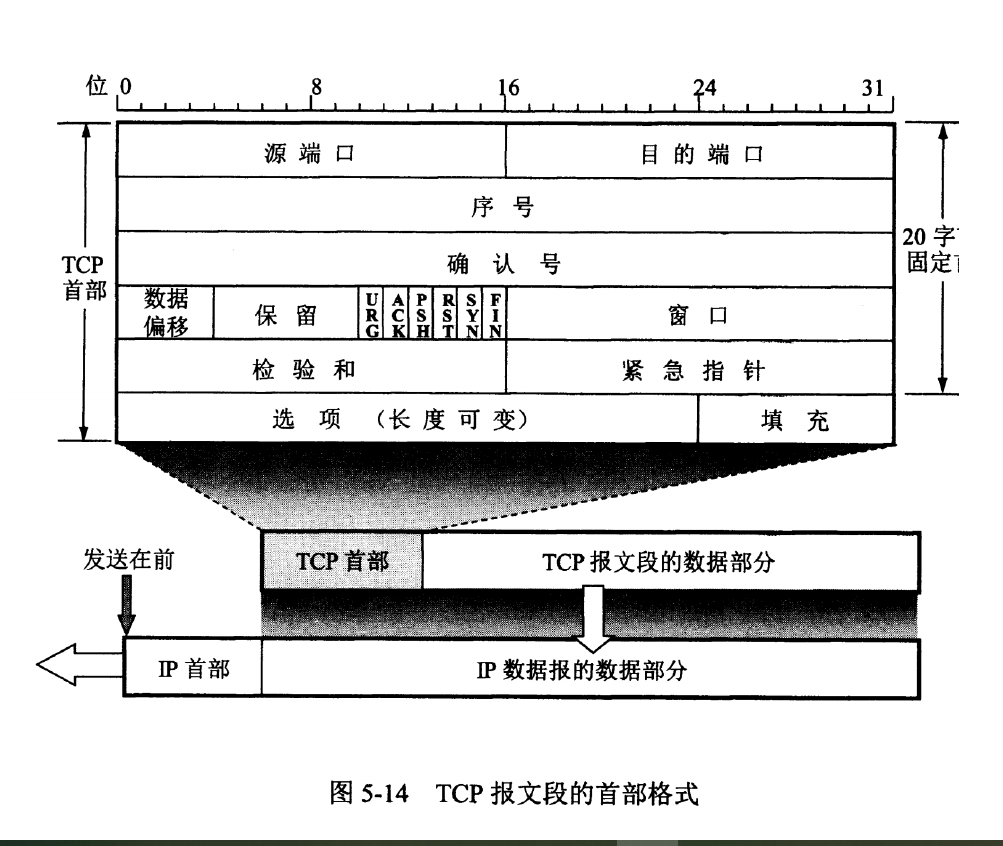 位 0 8 16 24 31
源端口 目的端口
序号
TCP
首部
确认号
20 字
固定
数据
偏移
保留
URG
ACK
PSH
RST
SYN
FIN
窗口
检验和 紧急指针
选项（长度可变） 填充
发送在前
TCP 首部 TCP 报文段的数据部分
IP 首部 IP 数据报的数据部分
图 5-14 TCP 报文段的首部格式